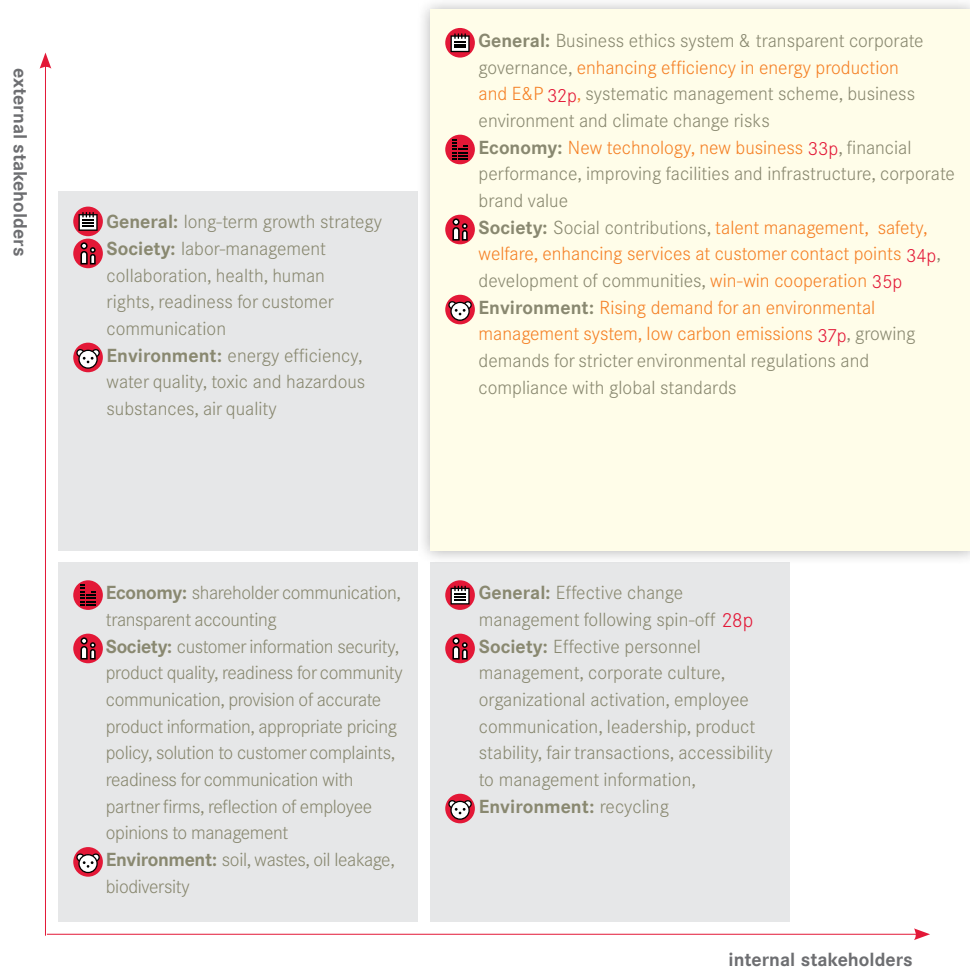 external stakeholders
General: Business ethics system & transparent corporate
governance, enhancing efficiency in energy production
and E&P 32p, systematic management scheme, business
environment and climate change risks
Economy: New technology, new business 33p, financial
performance, improving facilities and infrastructure, corporate
brand value
Society: Social contributions, talent management, safety,
welfare, enhancing services at customer contact points 34p,
development of communities, win-win cooperation 35p
Environment: Rising demand for an environmental
management system, low carbon emissions 37p, growing
demands for stricter environmental regulations and
compliance with global standards
General: long-term growth strategy
Society: labor-management
collaboration, health, human
rights, readiness for customer
communication
Environment: energy efficiency,
water quality, toxic and hazardous
substances, air quality
Economy: shareholder communication,
transparent accounting
Society: customer information security,
product quality, readiness for community
communication, provision of accurate
product information, appropriate pricing
policy, solution to customer complaints,
readiness for communication with
partner firms, reflection of employee
opinions to management
Environment: soil, wastes, oil leakage,
biodiversity
General: Effective change
management following spin-off 28p
Society: Effective personnel
management, corporate culture,
organizational activation, employee
communication, leadership, product
stability, fair transactions, accessibility
to management information,
Environment: recycling
internal stakeholders